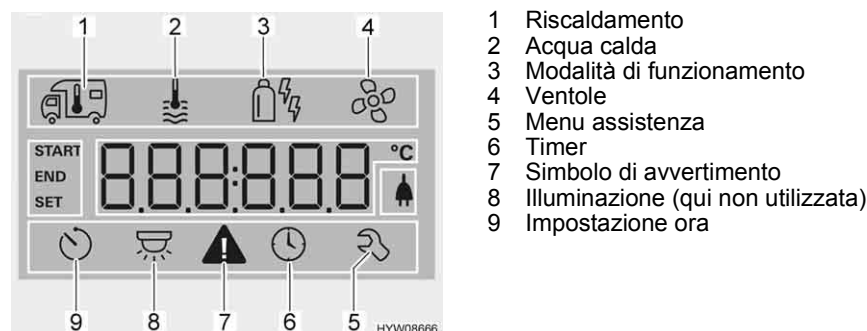 1 2 3 4
START
END
SET
888:888
°C
9 8 7 6 5
HYW08666
1 Riscaldamento
2 Acqua calda
3 Modalità di funzionamento
4 Ventole
5 Menu assistenza
6 Timer
7 Simbolo di avvertimento
8 Illuminazione (qui non utilizzata)
9 Impostazione ora